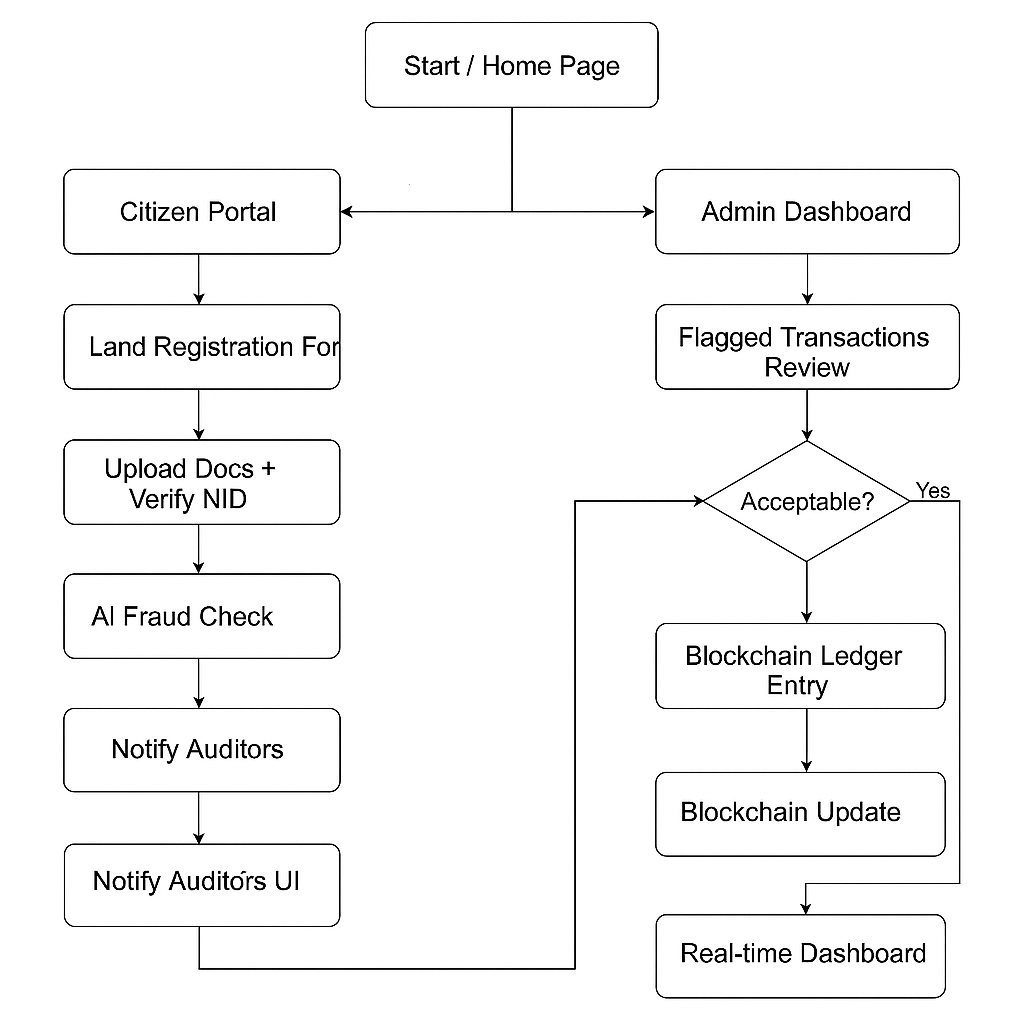 Start / Home Page
Citizen Portal
Admin Dashboard
Land Registration For
Flagged Transactions
Review
Upload Docs +
Verify NID
Acceptable?
Yes
AI Fraud Check
Blockchain Ledger
Entry
Notify Auditors
Blockchain Update
Notify Auditors UI
Real-time Dashboard